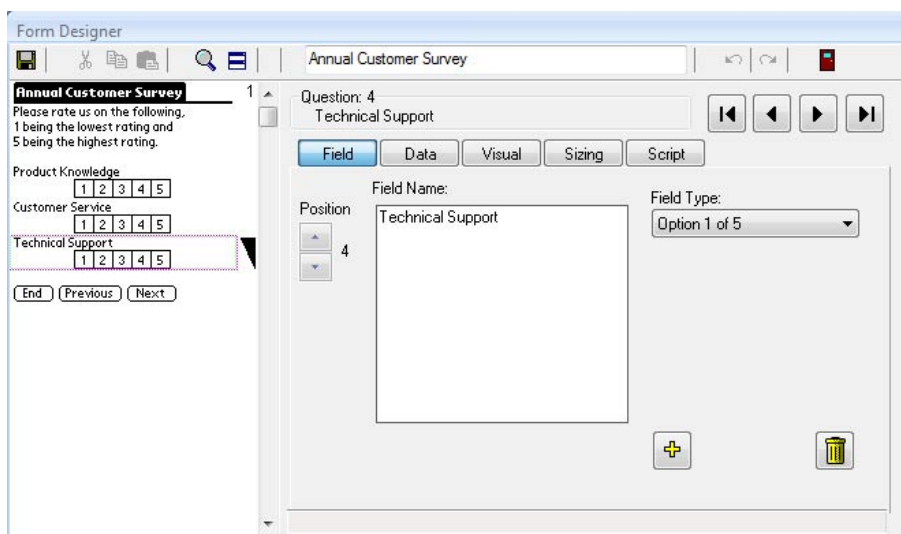 Form Designer
Annual Customer Survey
Annual Customer Survey 1
Please rate us on the following,
1 being the lowest rating and
5 being the highest rating.
Product Knowledge
1 2 3 4 5
Customer Service
1 2 3 4 5
Technical Support
1 2 3 4 5
End Previous Next
Question: 4
Technical Support
Field Data Visual Sizing Script
Position
4
Field Name:
Technical Support
Field Type:
Option 1 of 5